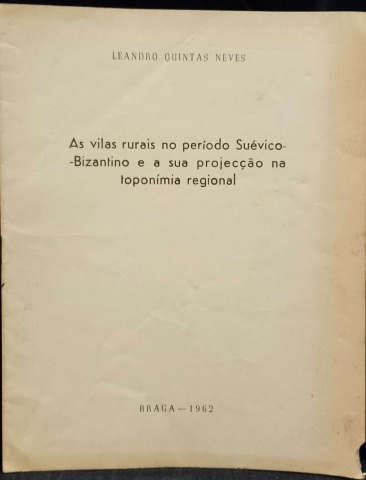 LEANDRO QUINTAS NEVES
As vilas rurais no período Suévico-
-Bizantino e a sua projecção na
toponímia regional
BRAGA — 1962